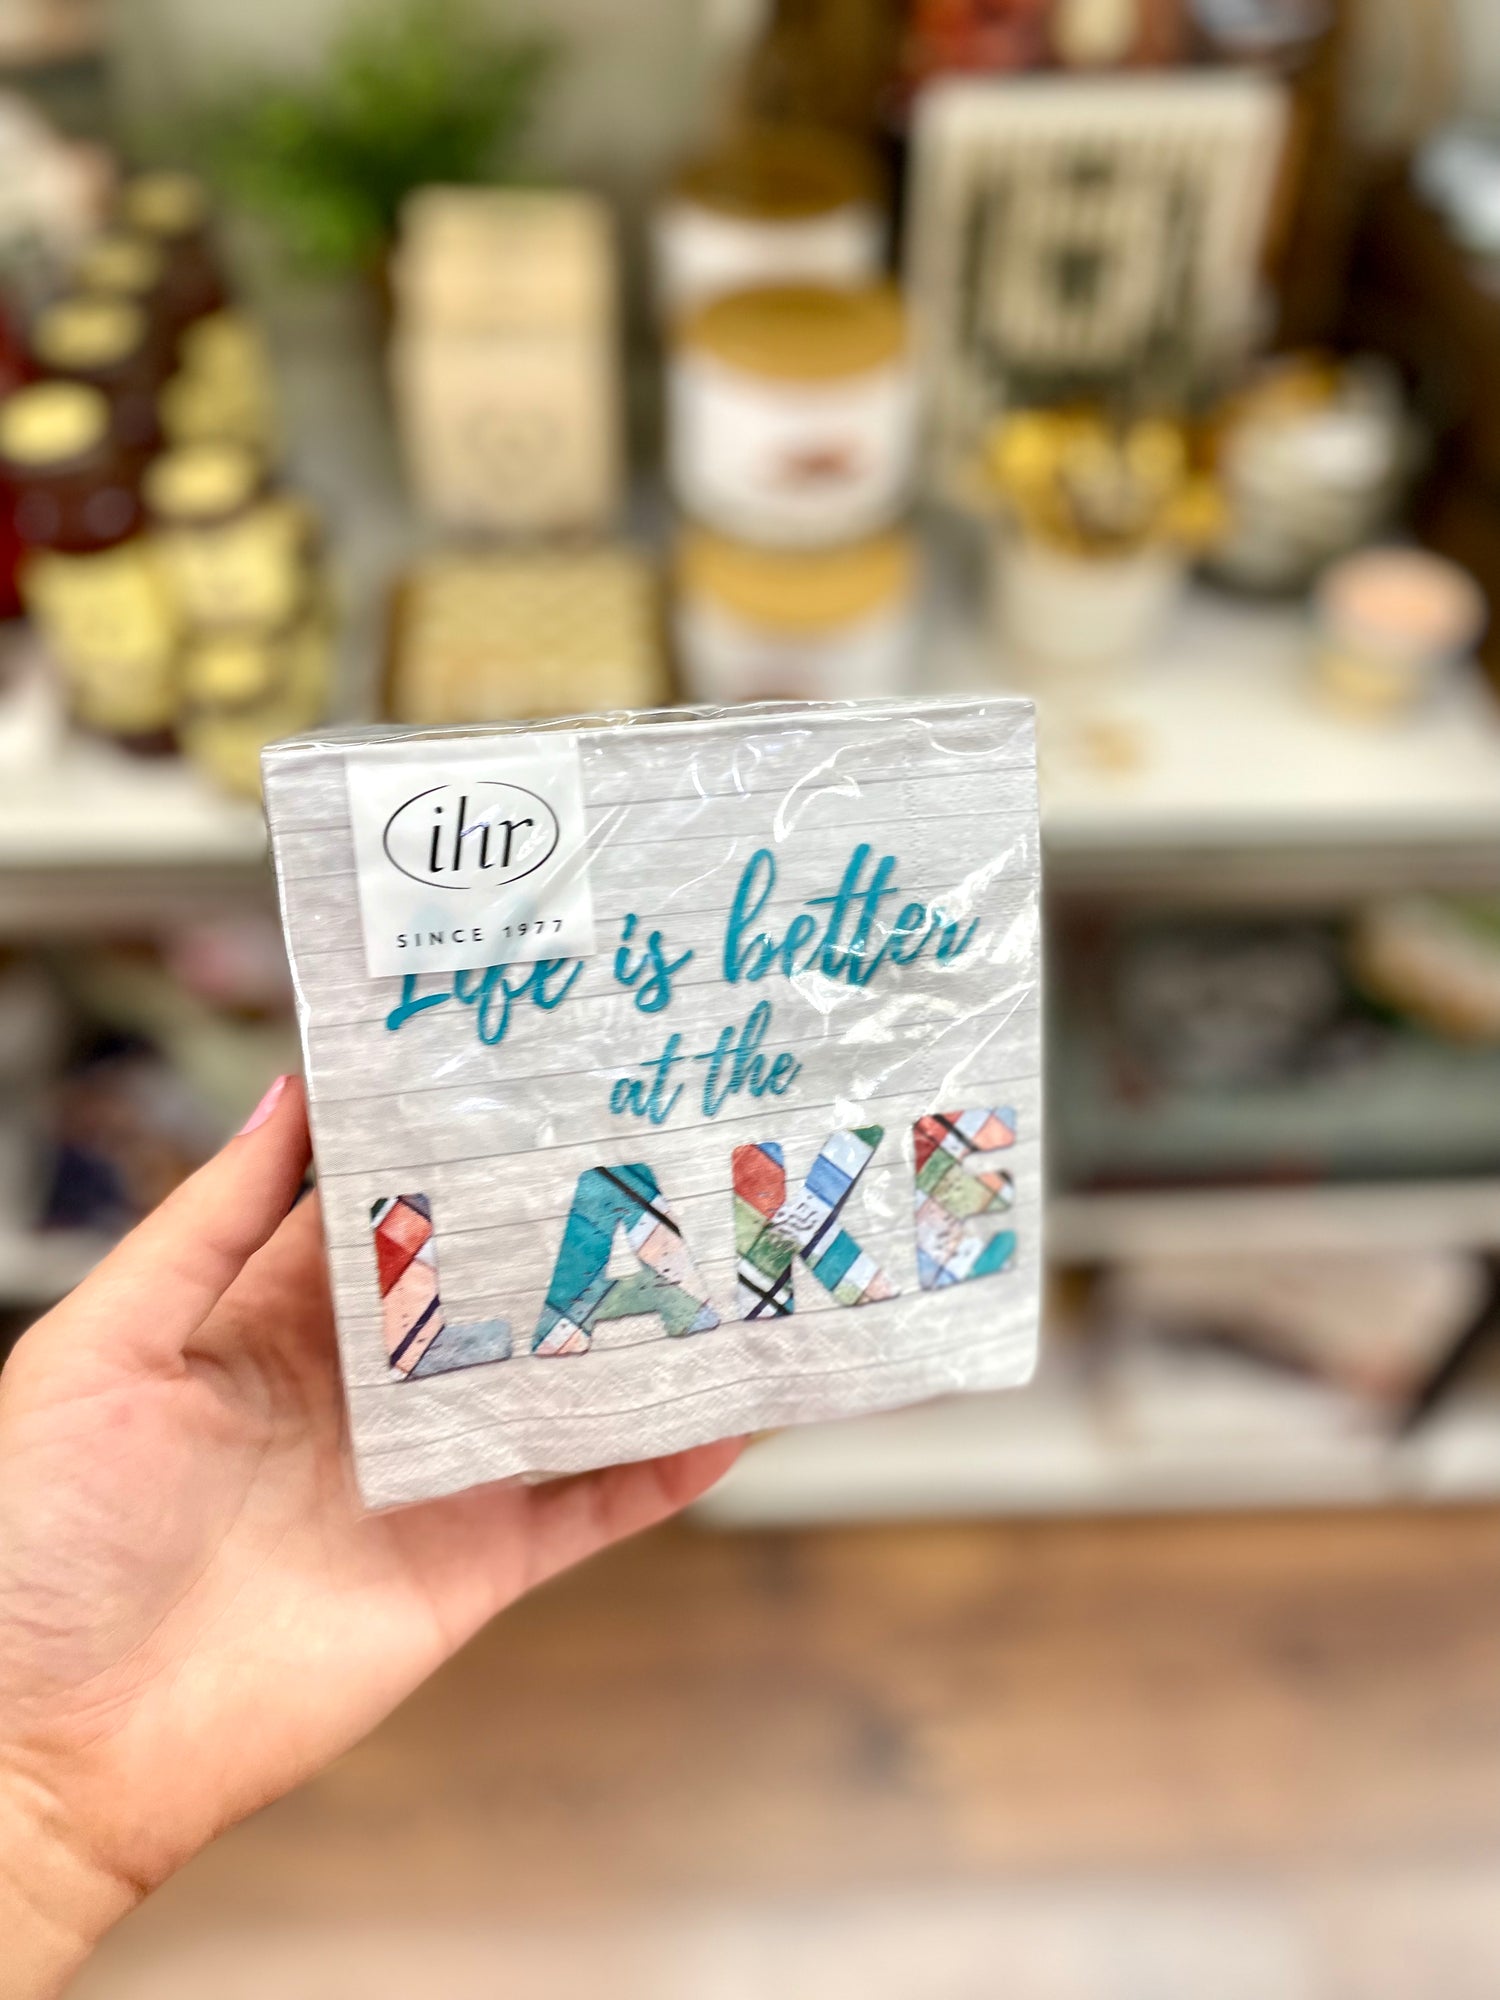 ihr
SINCE 1977
Life is better
at the
LAKE